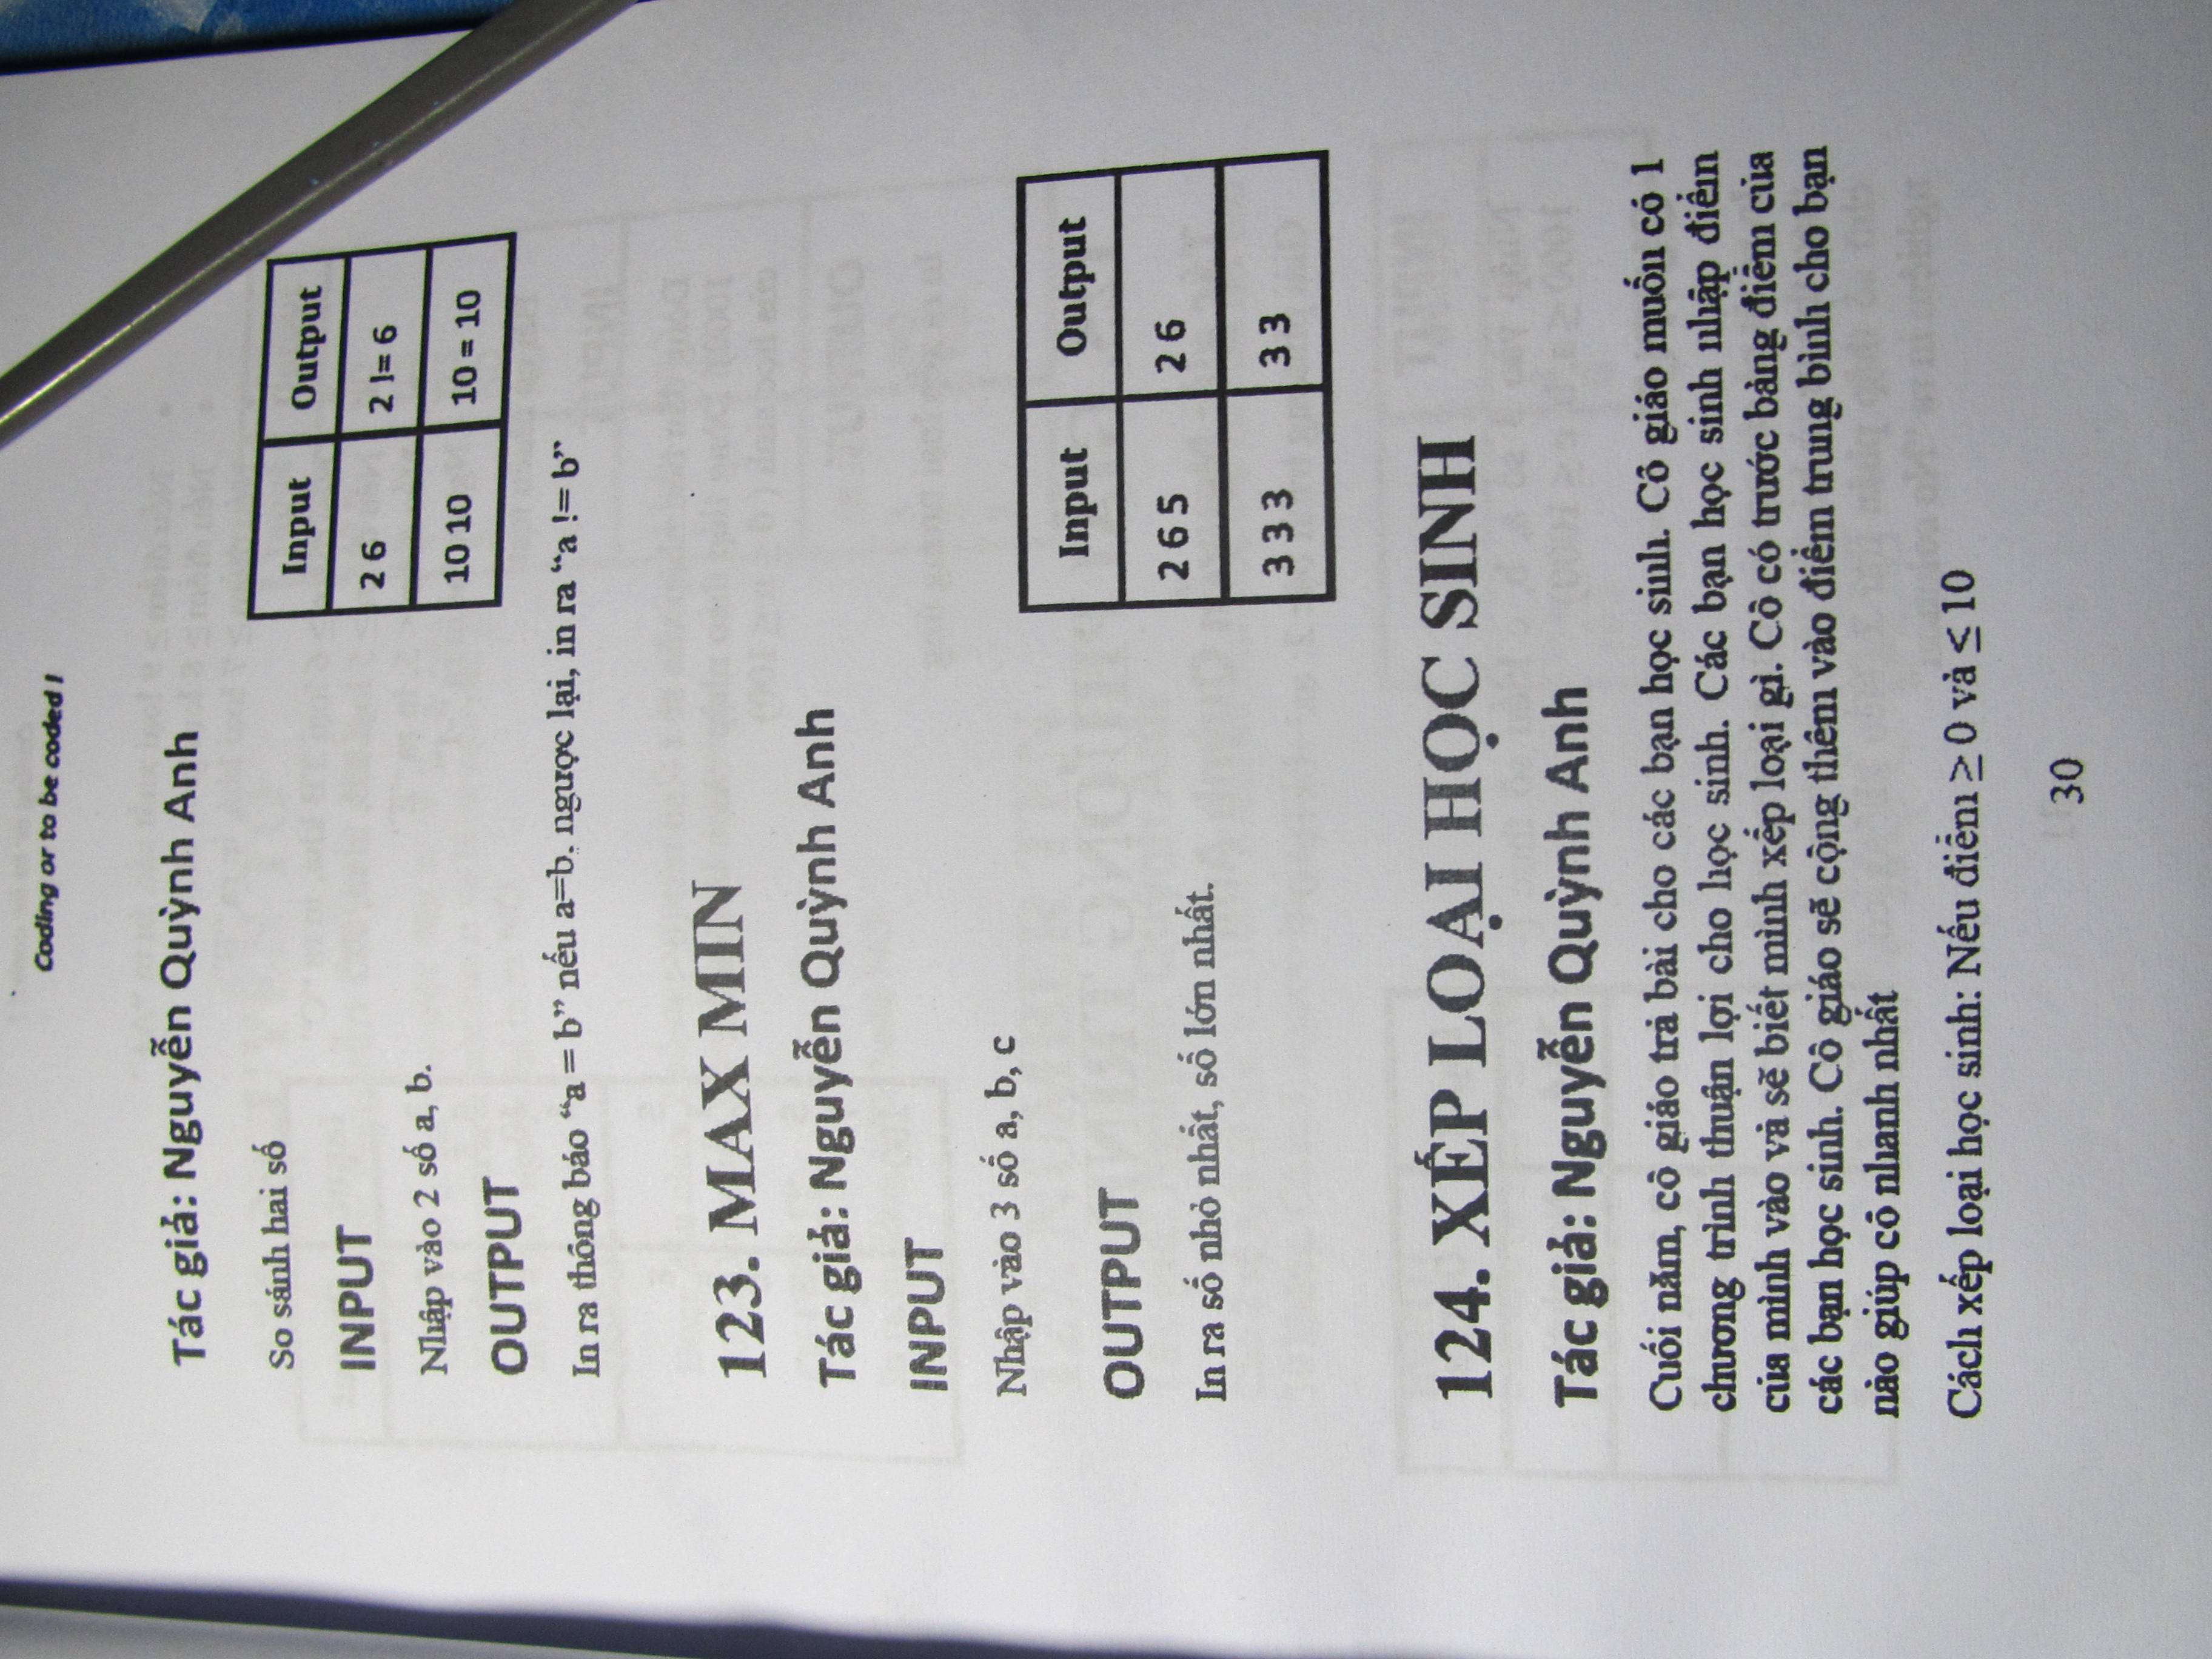 Coding or to be coded !
Tác giả: Nguyễn Quỳnh Anh
So sánh hai số
INPUT
Nhập vào 2 số a, b.
OUTPUT
In ra thông báo “a = b” nếu a=b. ngược lại, in ra “a != b”
Input Output
2 6 2 != 6
10 10 10 = 10
123. MAX MIN
Tác giả: Nguyễn Quỳnh Anh
INPUT
Nhập vào 3 số a, b, c
OUTPUT
In ra số nhỏ nhất, số lớn nhất.
Input Output
2 6 5 2 6
3 3 3 3 3
124. XẾP LOẠI HỌC SINH
Tác giả: Nguyễn Quỳnh Anh
Cuối năm, cô giáo trả bài cho các bạn học sinh. Cô giáo muốn có 1
chương trình thuận lợi cho học sinh. Các bạn học sinh nhập điểm
của mình vào và sẽ biết mình xếp loại gì. Cô có trước bảng điểm của
các bạn học sinh. Cô giáo sẽ cộng thêm vào điểm trung bình cho bạn
nào giúp cô nhanh nhất
Cách xếp loại học sinh: Nếu điểm ≥ 0 và ≤ 10
30